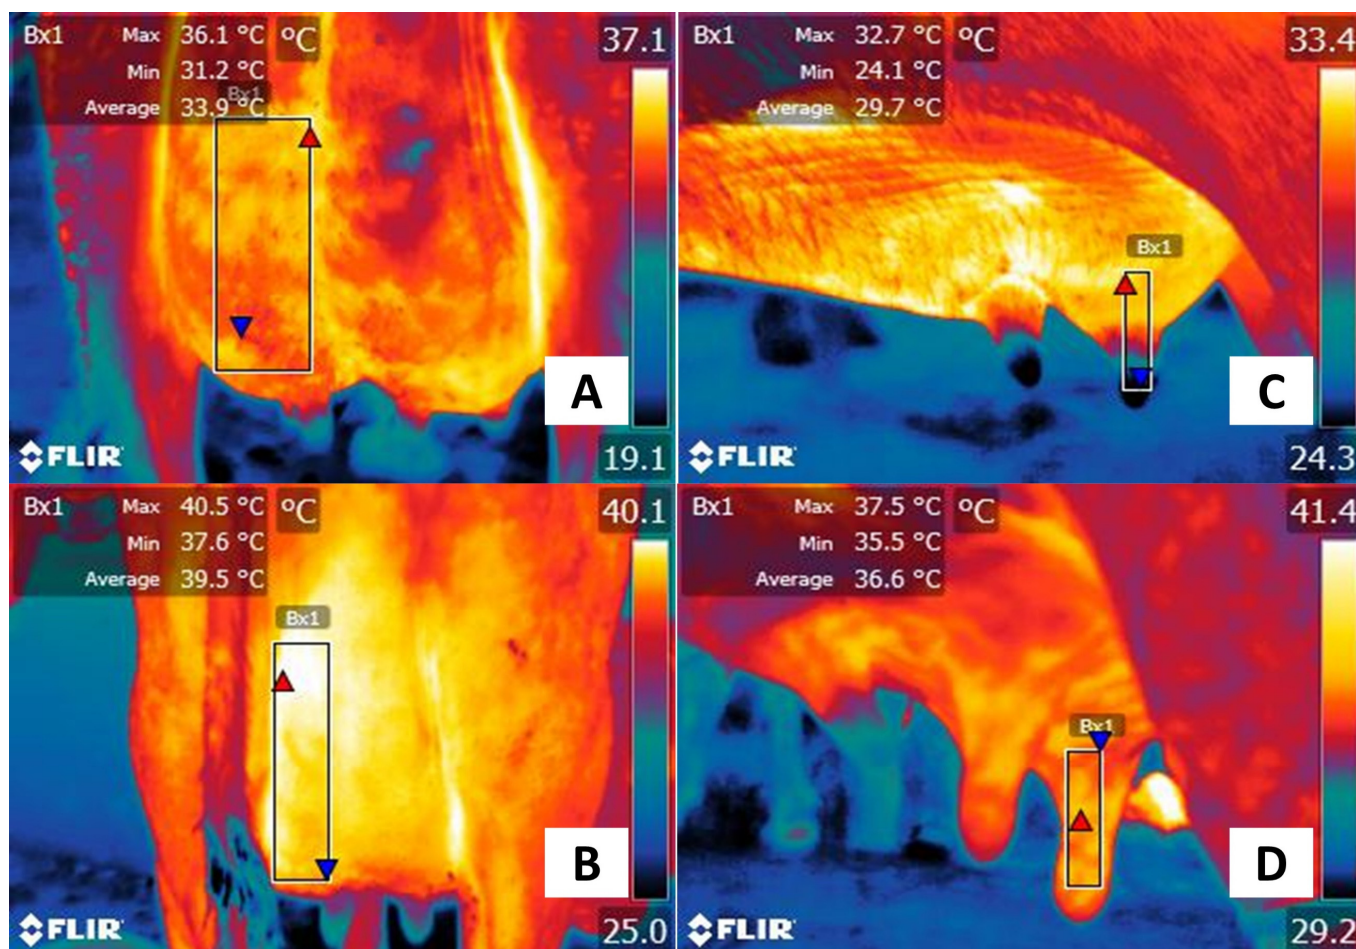 Bx1 Max 36.1 °C °C 37.1
Min 31.2 °C
Bx1
Average 33.9 °C
A
FLIR 19.1
Bx1 Max 32.7 °C °C 33.4
Min 24.1 °C
Average 29.7 °C
Bx1
C
FLIR 24.3
Bx1 Max 40.5 °C °C 40.1
Min 37.6 °C
Average 39.5 °C
Bx1
B
FLIR 25.0
Bx1 Max 37.5 °C °C 41.4
Min 35.5 °C
Average 36.6 °C
Bx1
D
FLIR 29.2